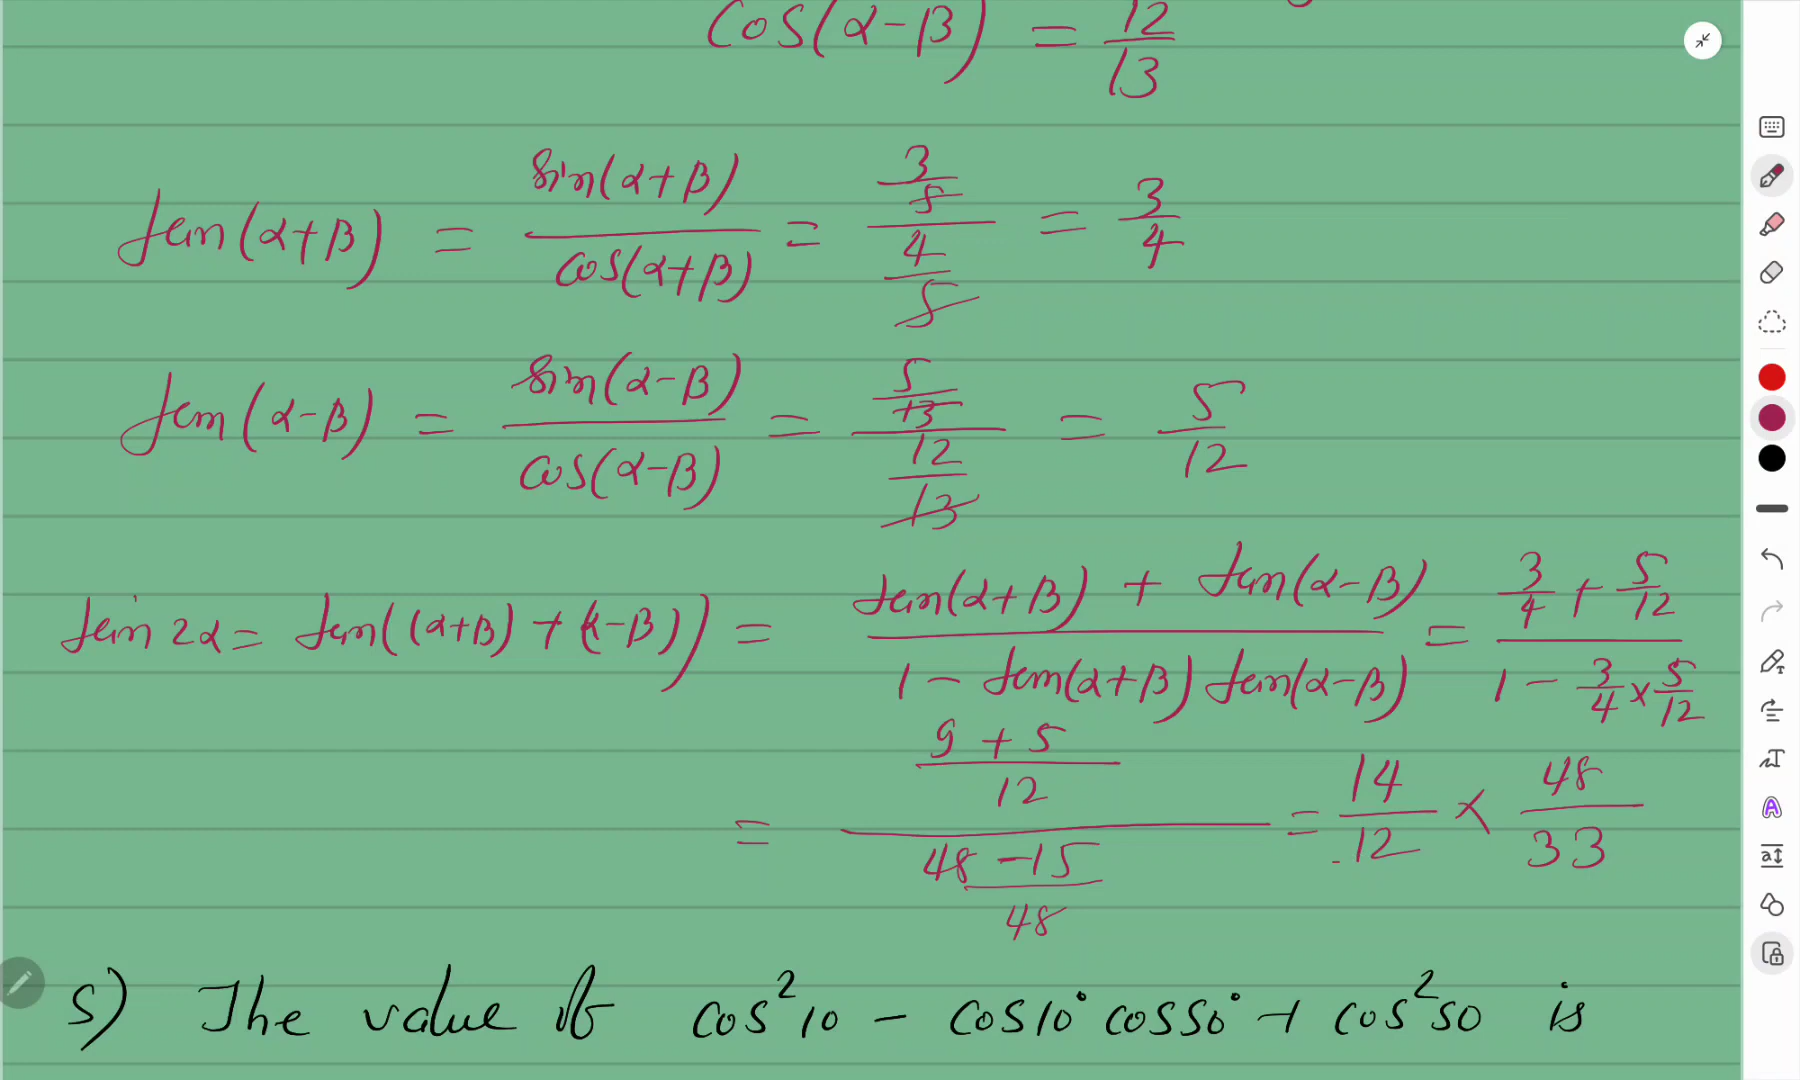 cos(α-β) = 12/13
tan(α+β) = sin(α+β)/cos(α+β) = (3/5)/(4/5) = 3/4
tan(α-β) = sin(α-β)/cos(α-β) = (5/13)/(12/13) = 5/12
tan 2α = tan((α+β) + (α-β)) = (tan(α+β) + tan(α-β))/(1 - tan(α+β) tan(α-β)) = (3/4 + 5/12)/(1 - 3/4 × 5/12)
= ((9 + 5)/12)/((48 - 15)/48) = 14/12 × 48/33
5) The value of cos²10 - cos10° cos50° + cos²50 is